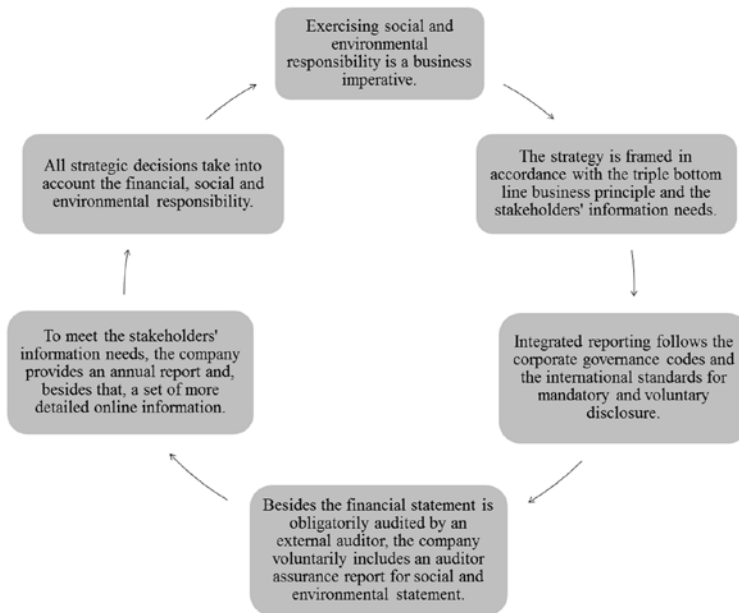 Exercising social and
environmental
responsibility is a business
imperative.
The strategy is framed in
accordance with the triple bottom
line business principle and the
stakeholders' information needs.
Integrated reporting follows the
corporate governance codes and
the international standards for
mandatory and voluntary
disclosure.
Besides the financial statement is
obligatorily audited by an
external auditor, the company
voluntarily includes an auditor
assurance report for social and
environmental statement.
To meet the stakeholders'
information needs, the company
provides an annual report and,
besides that, a set of more
detailed online information.
All strategic decisions take into
account the financial, social and
environmental responsibility.